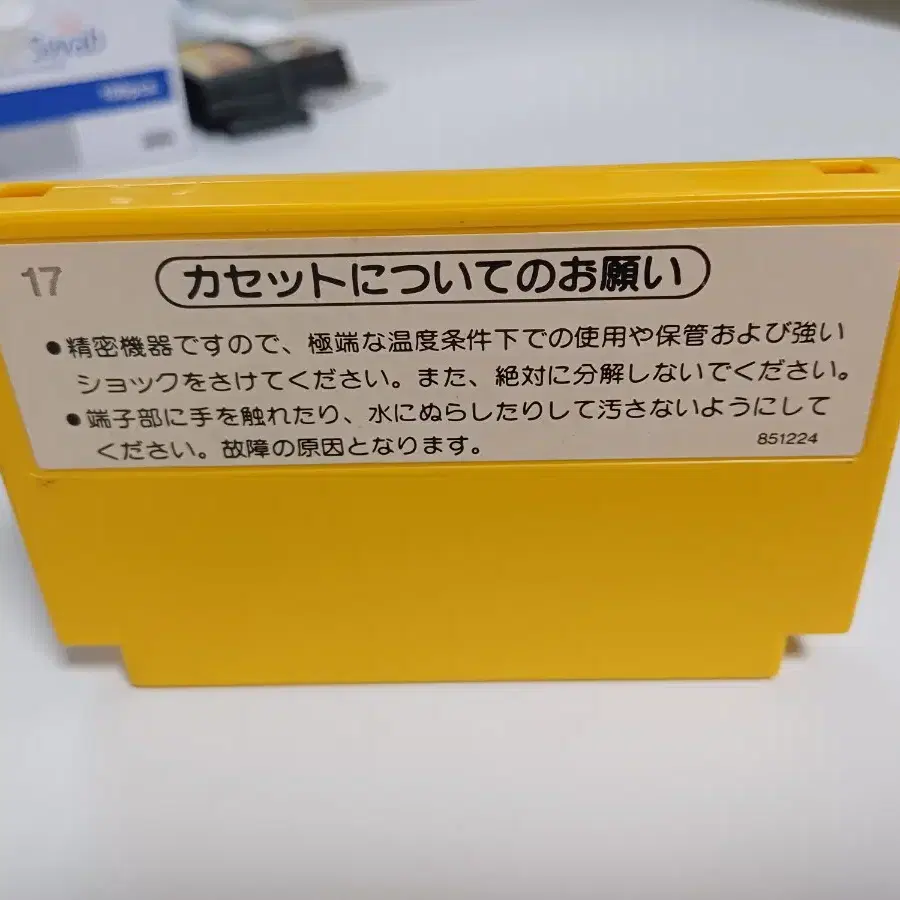 17
カセットについてのお願い
●精密機器ですので、極端な温度条件下での使用や保管および強い
ショックをさけてください。また、絶対に分解しないでください。
●端子部に手を触れたり、水にぬらしたりして汚さないようにして
ください。故障の原因となります。
851224